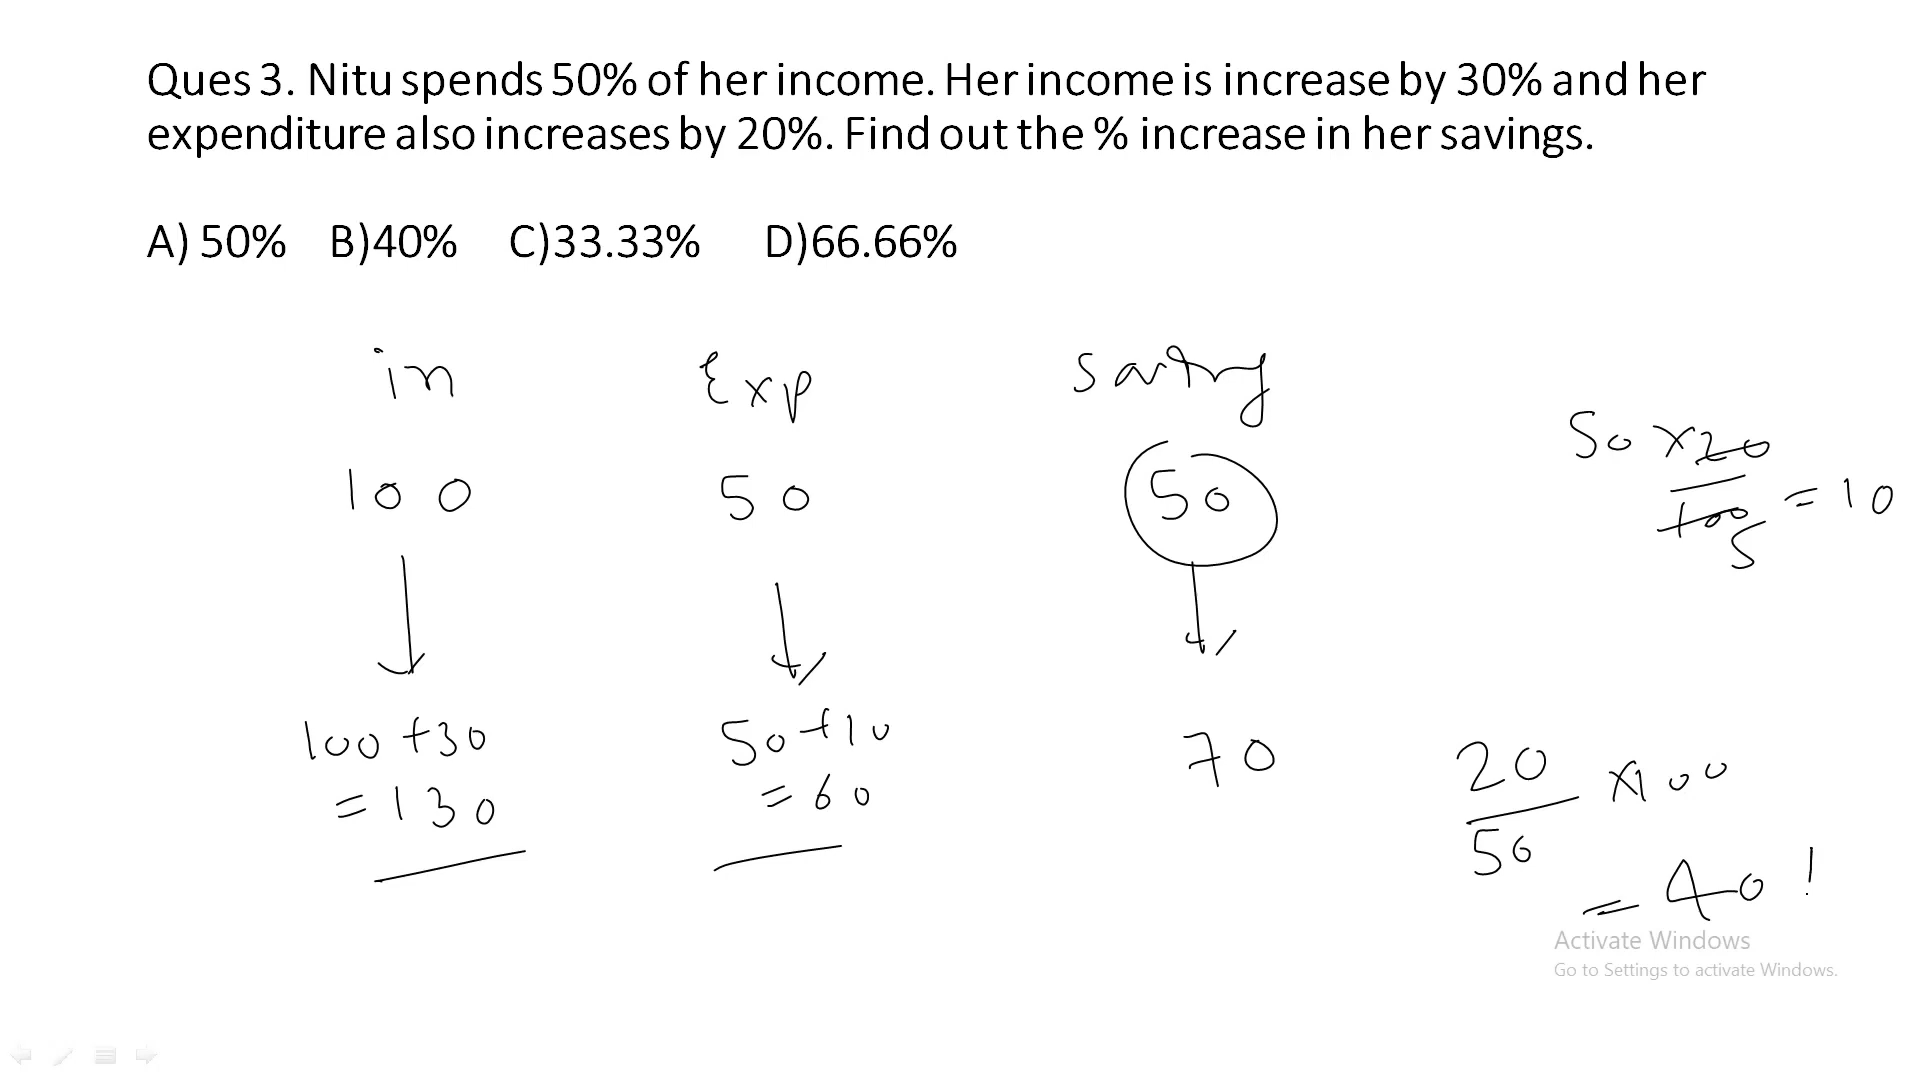 Ques 3. Nitu spends 50% of her income. Her income is increase by 30% and her
expenditure also increases by 20%. Find out the % increase in her savings.
A) 50% B)40% C)33.33% D)66.66%
in Exp
100 50 50
50 x 20
100 = 10
5
100 +30 50+10 70
= 130 = 60
20 x100
50
= 40
Activate Windows
Go to Settings to activate Windows.